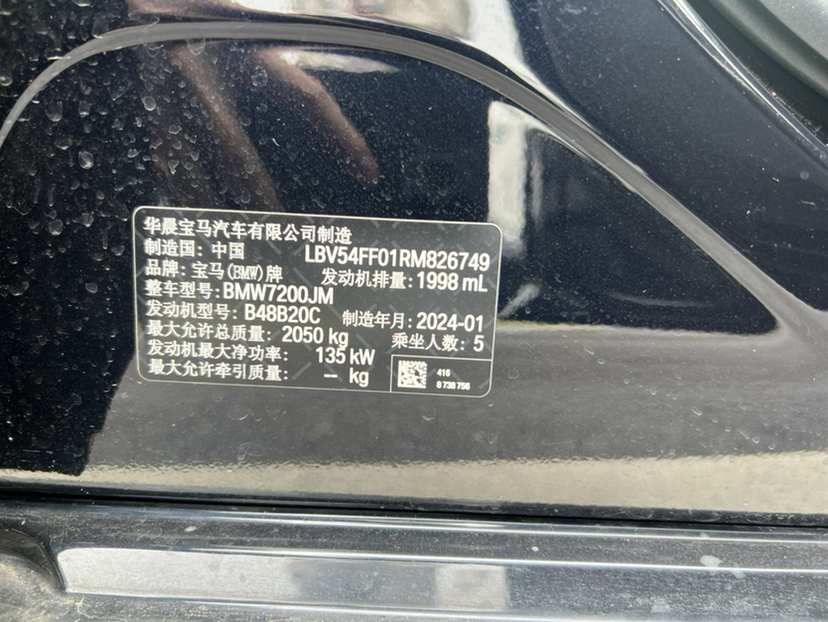 华晨宝马汽车有限公司制造
制造国: 中国 LBV54FF01RM826749
品牌: 宝马(BMW)牌 发动机排量: 1998 mL
整车型号: BMW7200JM
发动机型号: B48B20C 制造年月: 2024-01
最大允许总质量: 2050 kg 乘坐人数: 5
发动机最大净功率: 135 kW
最大允许牵引质量: -- kg
416
8 738 756